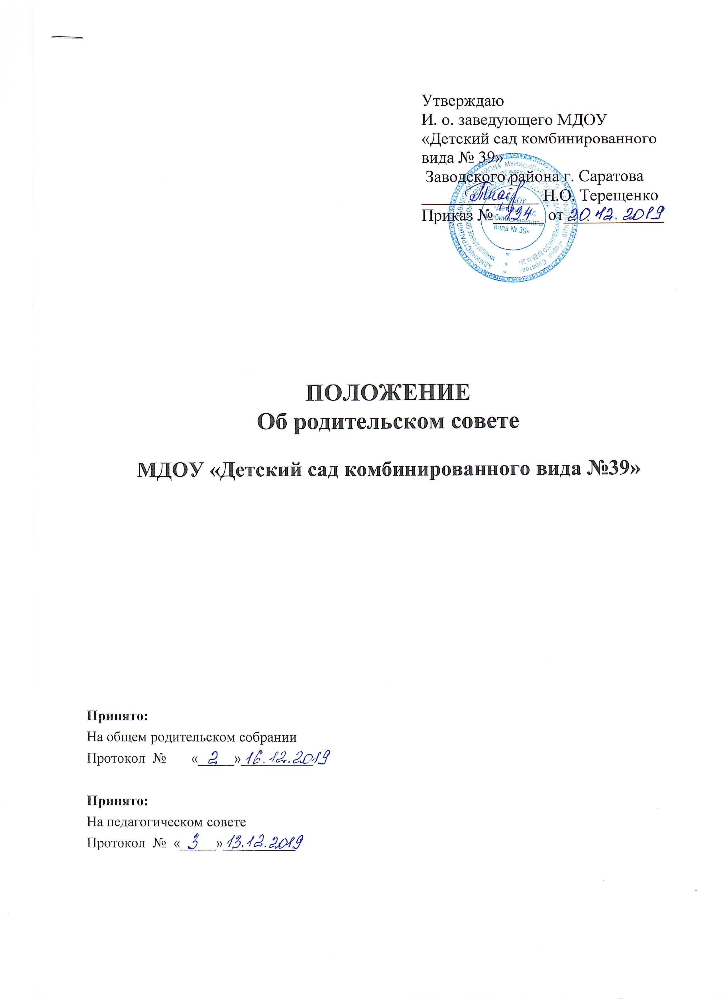 Утверждаю
И. о. заведующего МДОУ
«Детский сад комбинированного
вида № 39»
Заводского района г. Саратова
Н.О. Терещенко
Приказ № 134 от 20.12.2019
МДОУ
«Детский сад
комбинированного
вида № 39»
ПОЛОЖЕНИЕ
Об родительском совете
МДОУ «Детский сад комбинированного вида №39»
Принято:
На общем родительском собрании
Протокол № «2» 16.12.2019
Принято:
На педагогическом совете
Протокол № «3» 13.12.2019